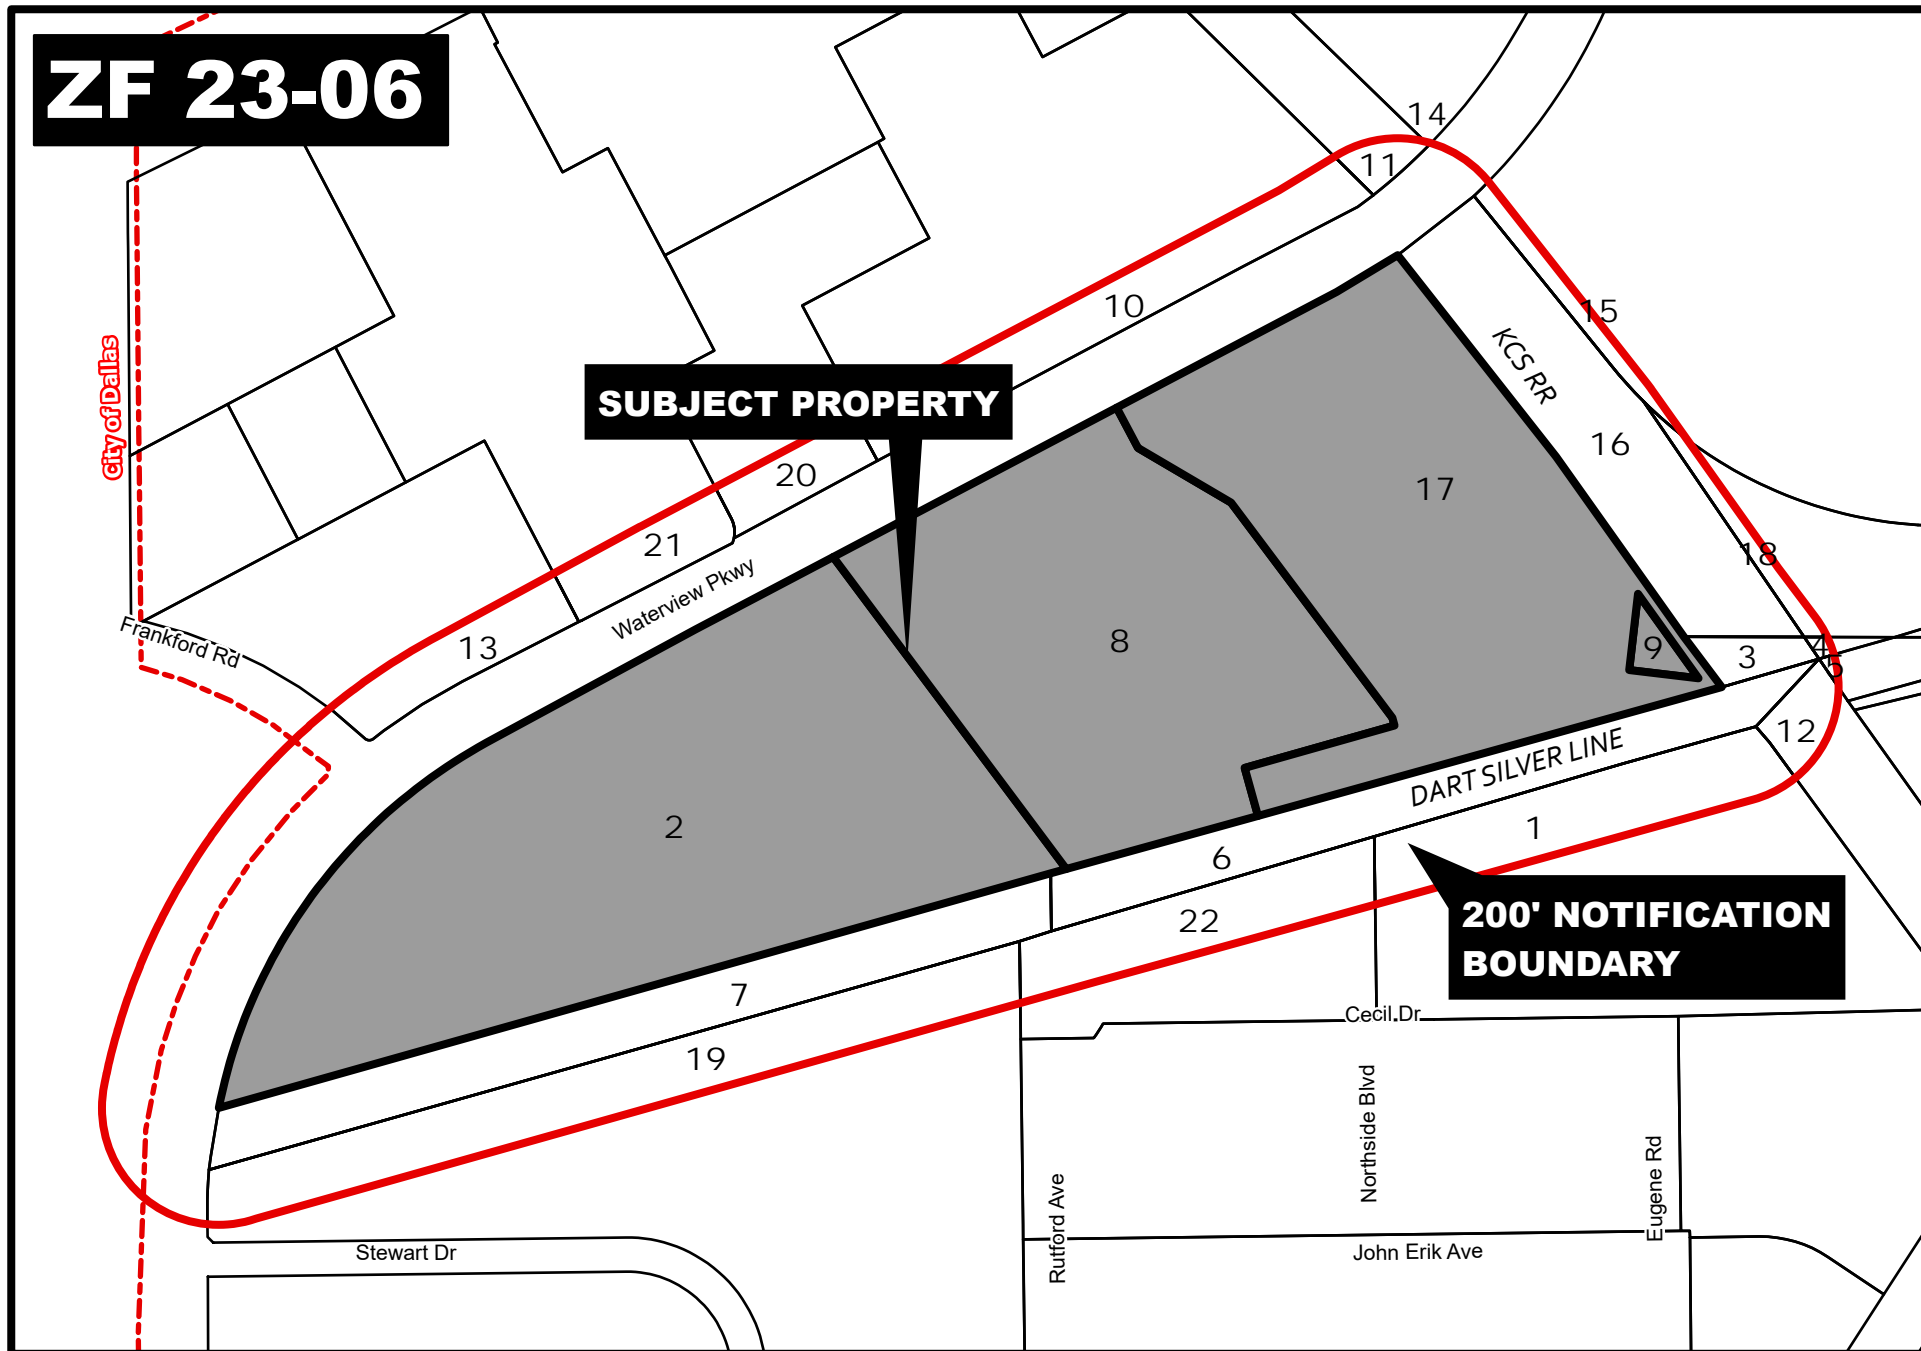 ZF 23-06
14
11
10
15
KCS RR
City of Dallas
SUBJECT PROPERTY
16
20
17
21
18
Waterview Pkwy
Frankford Rd
13
8
9
3
4
5
12
DART SILVER LINE
2
1
6
22
200' NOTIFICATION
BOUNDARY
7
Cecil Dr
19
Northside Blvd
Rutford Ave
Eugene Rd
Stewart Dr
John Erik Ave